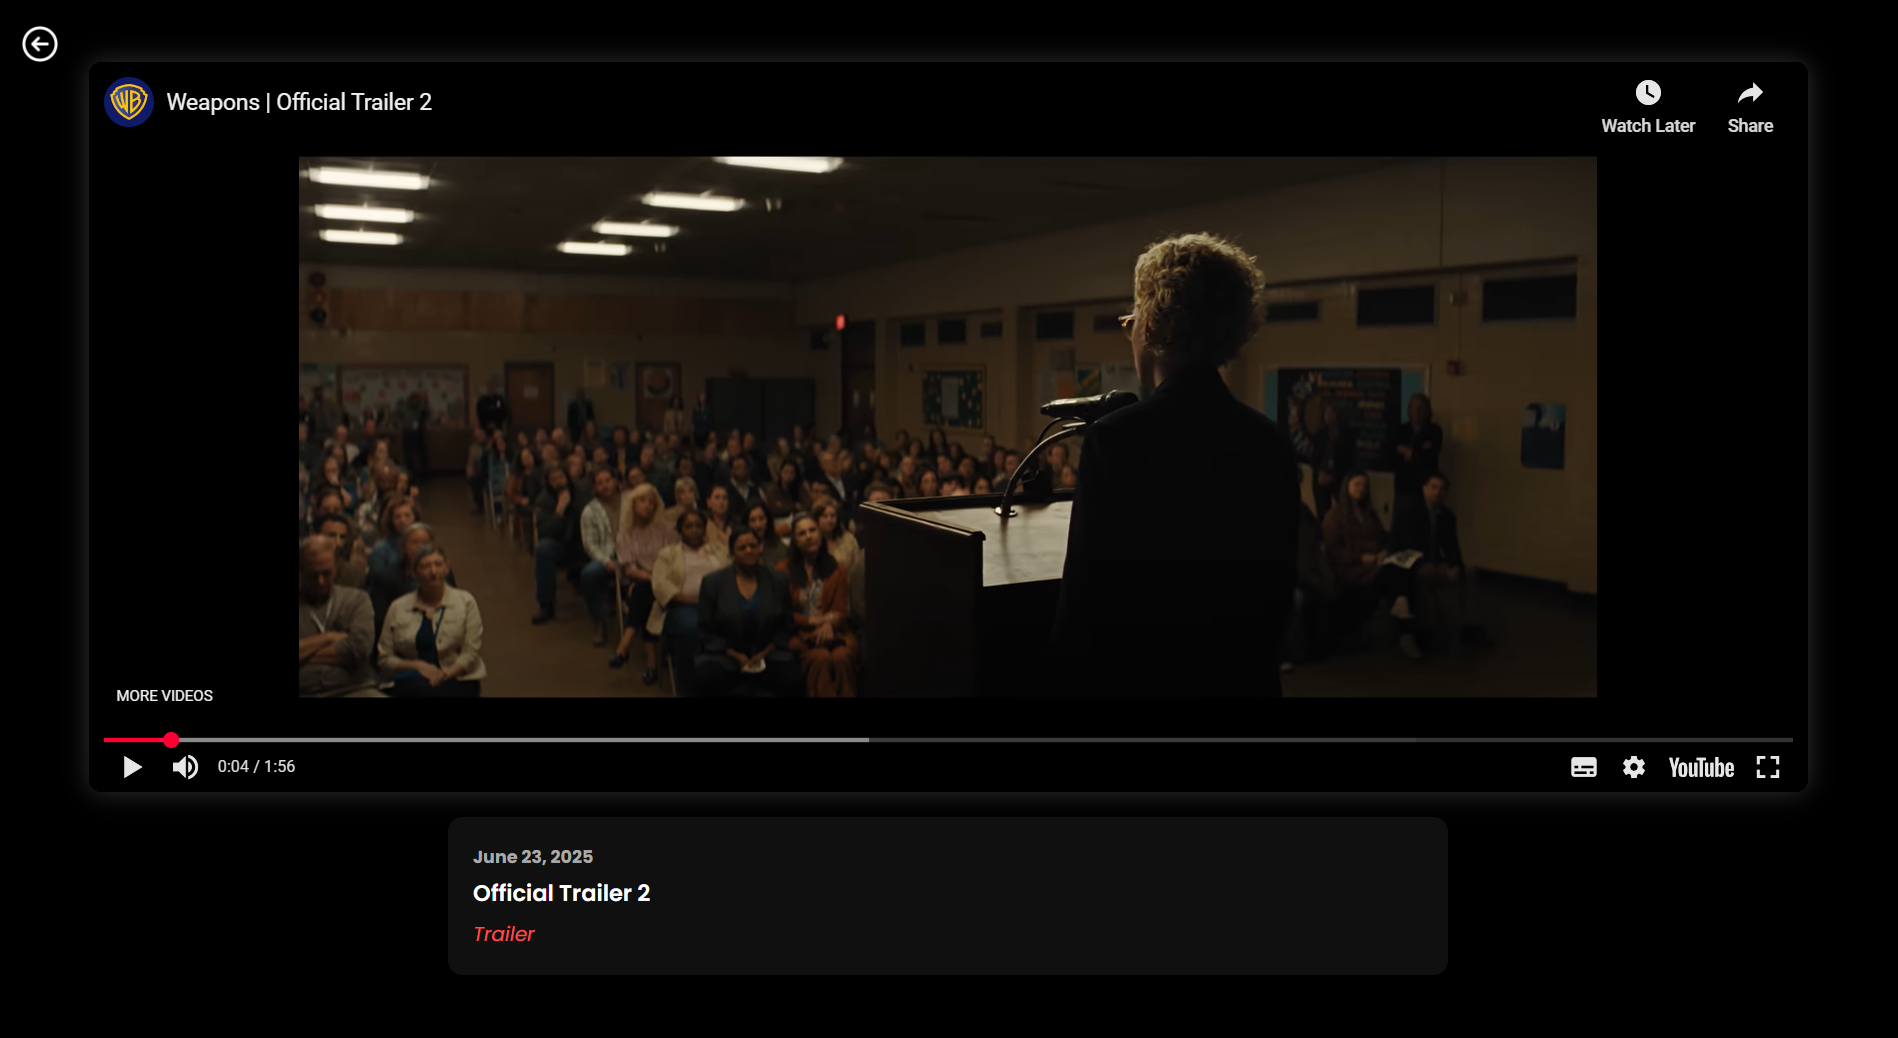 WB
Weapons | Official Trailer 2
Watch Later
Share
MORE VIDEOS
0:04 / 1:56
YouTube
June 23, 2025
Official Trailer 2
Trailer